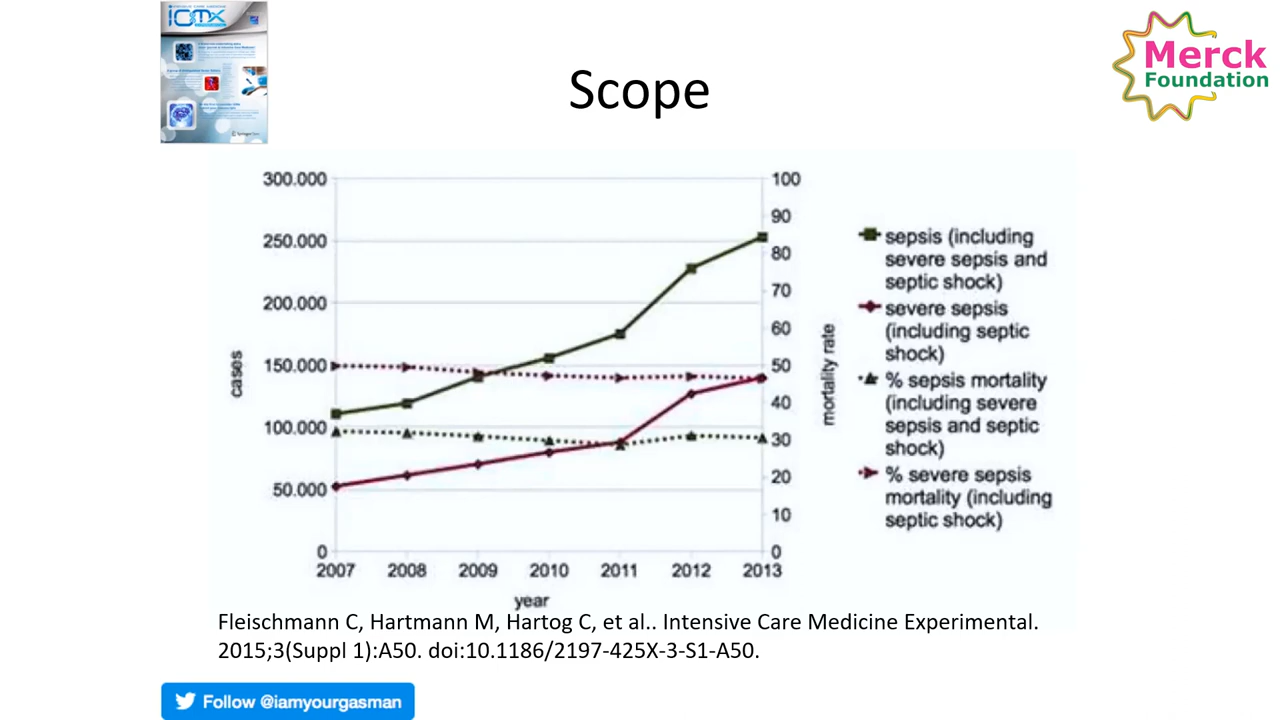 ICMx
Scope
Merck
Foundation
300.000
250.000
200.000
150.000
100.000
50.000
0
cases
100
90
80
70
60
50
40
30
20
10
0
mortality rate
2007 2008 2009 2010 2011 2012 2013
year
sepsis (including
severe sepsis and
septic shock)
severe sepsis
(including septic
shock)
% sepsis mortality
(including severe
sepsis and septic
shock)
% severe sepsis
mortality (including
septic shock)
Fleischmann C, Hartmann M, Hartog C, et al.. Intensive Care Medicine Experimental.
2015;3(Suppl 1):A50. doi:10.1186/2197-425X-3-S1-A50.
Follow @iamyourgasman